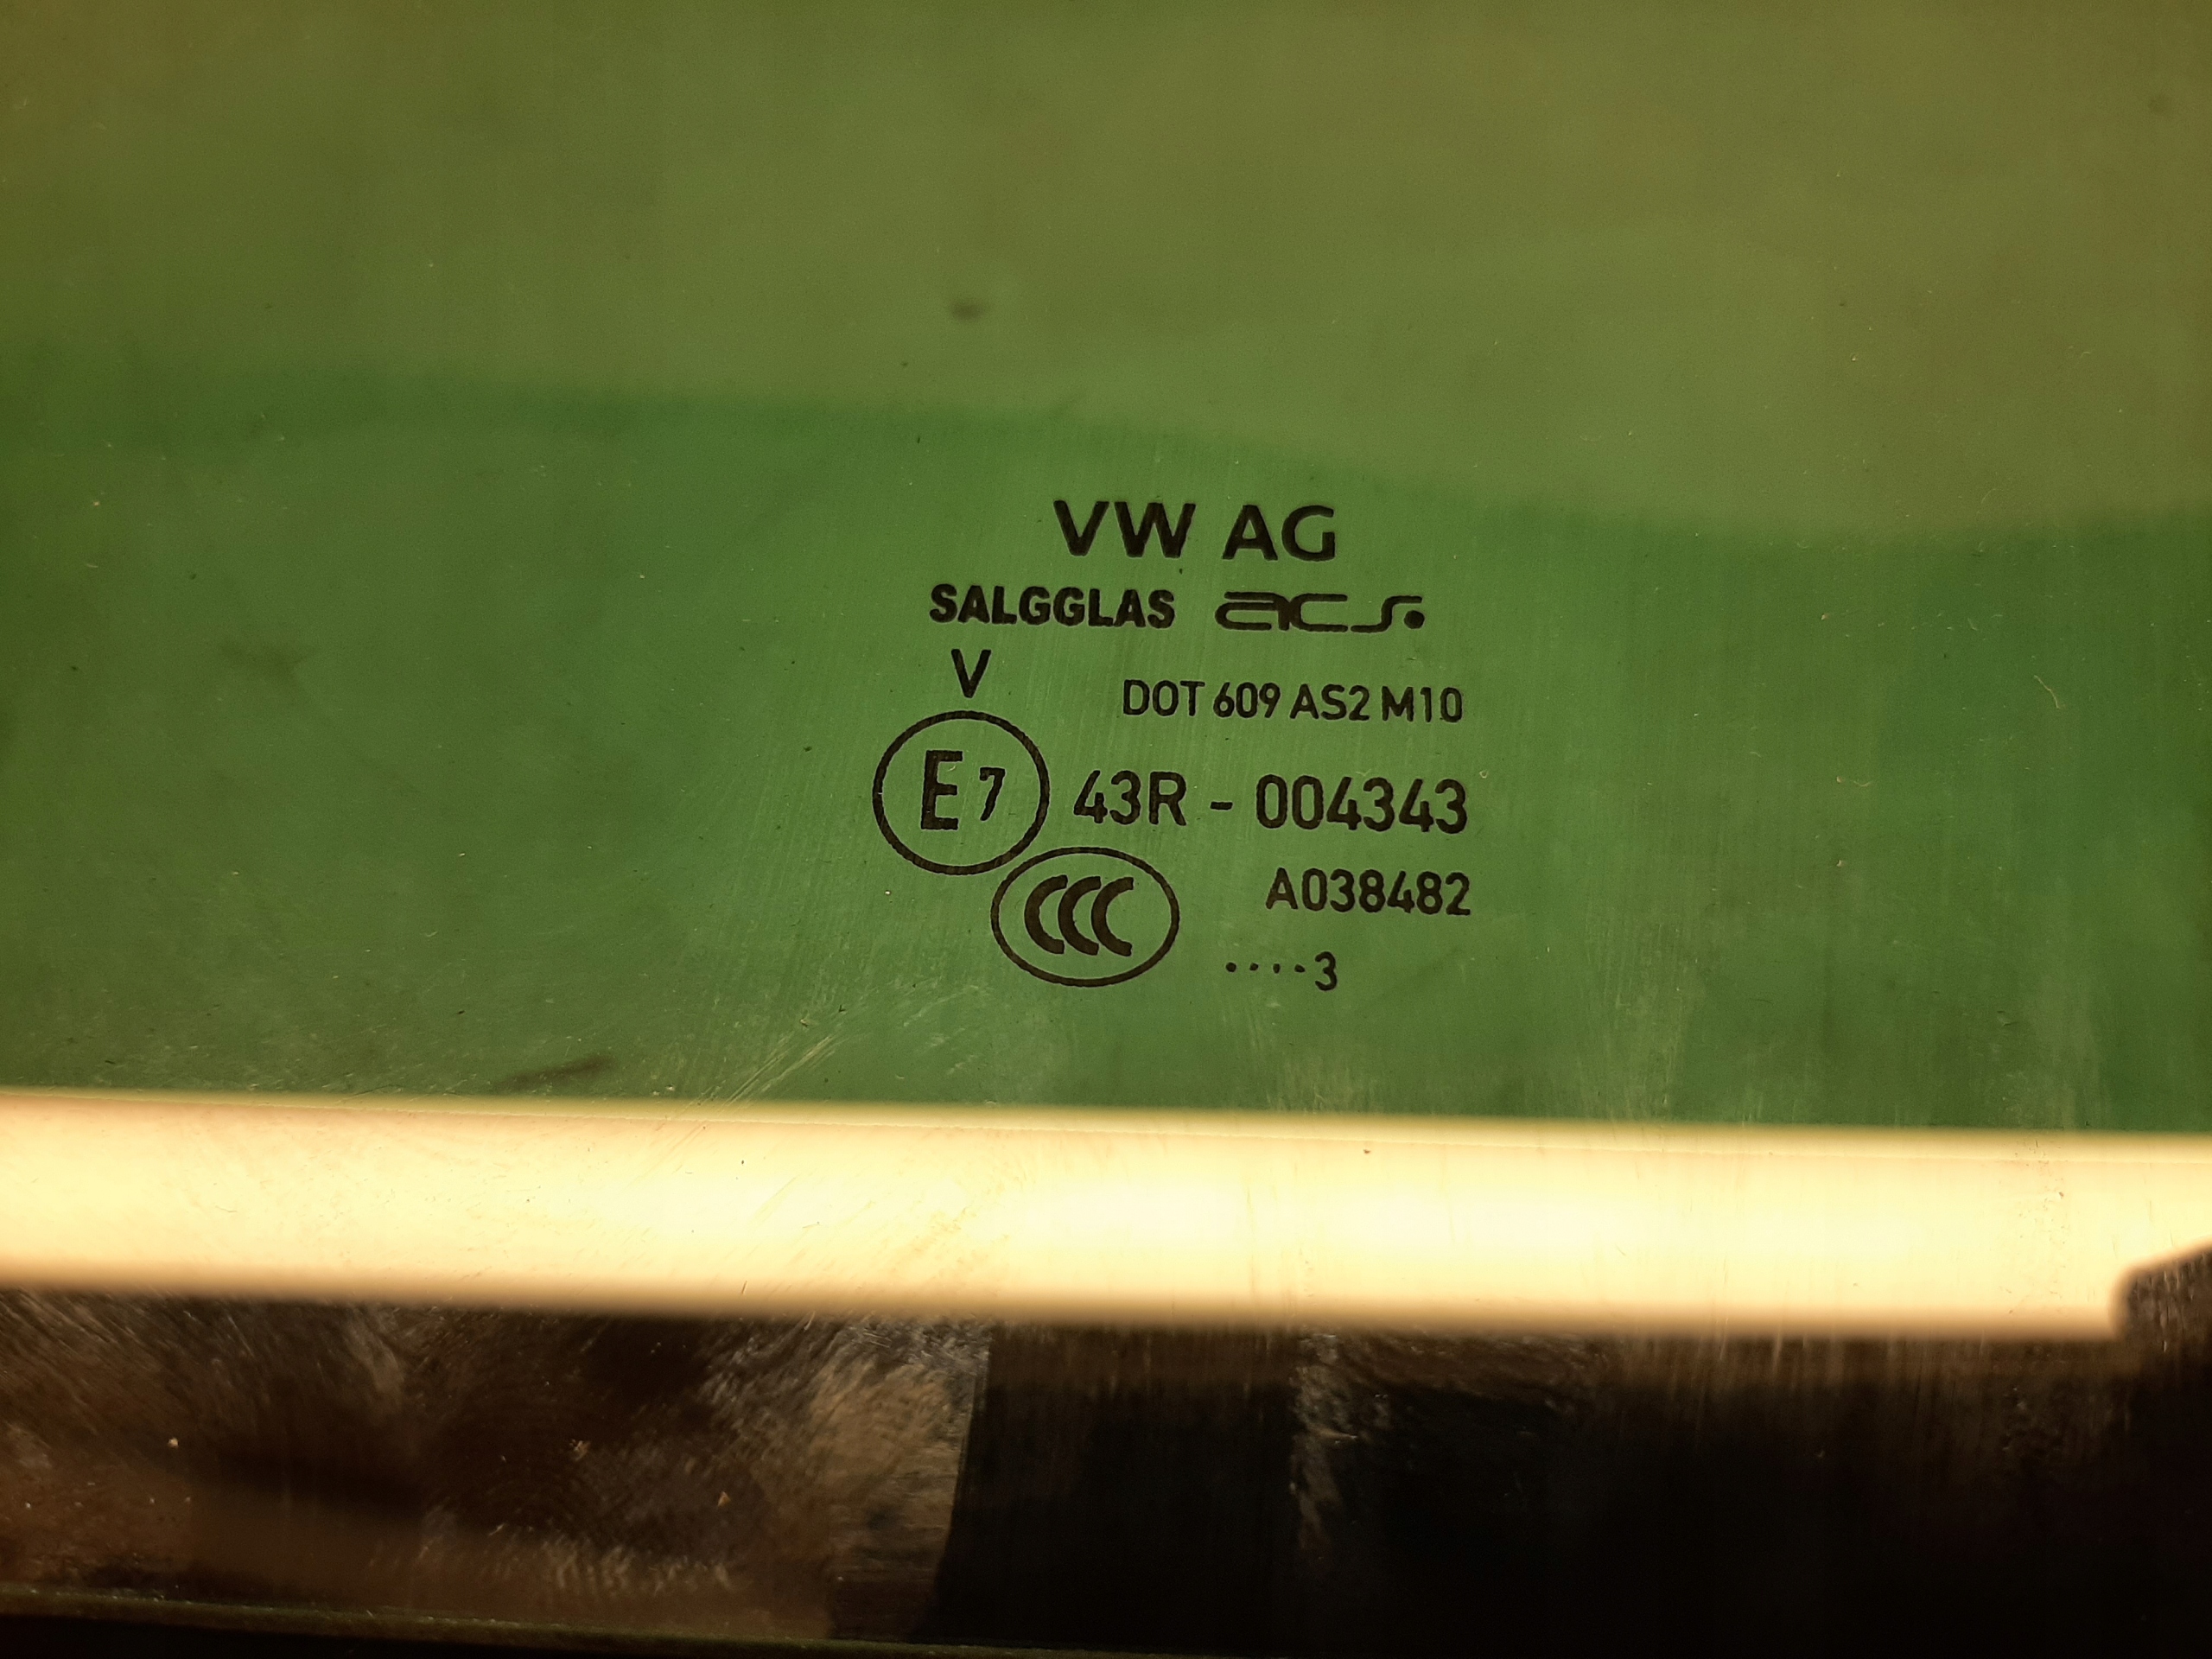 VW AG
SALGGLAS acs.
V
DOT 609 AS2 M10
E7 43R - 004343
CCC A038482
....3